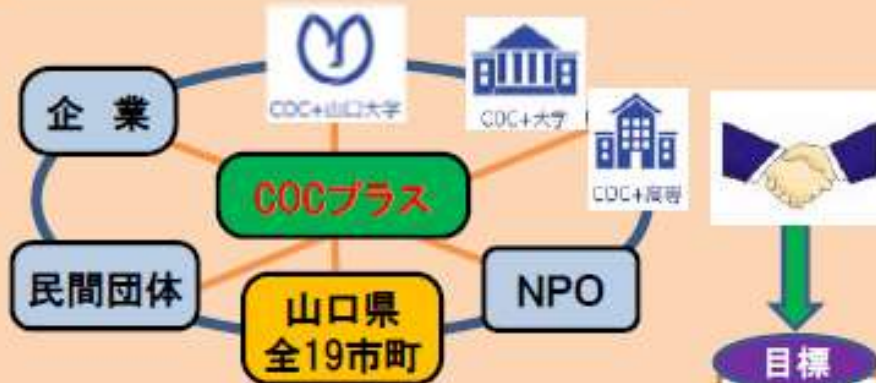 COC+山口大学
企 業
COC+大学
COC+高専
COCプラス
民間団体
山口県
全19市町
NPO
目標